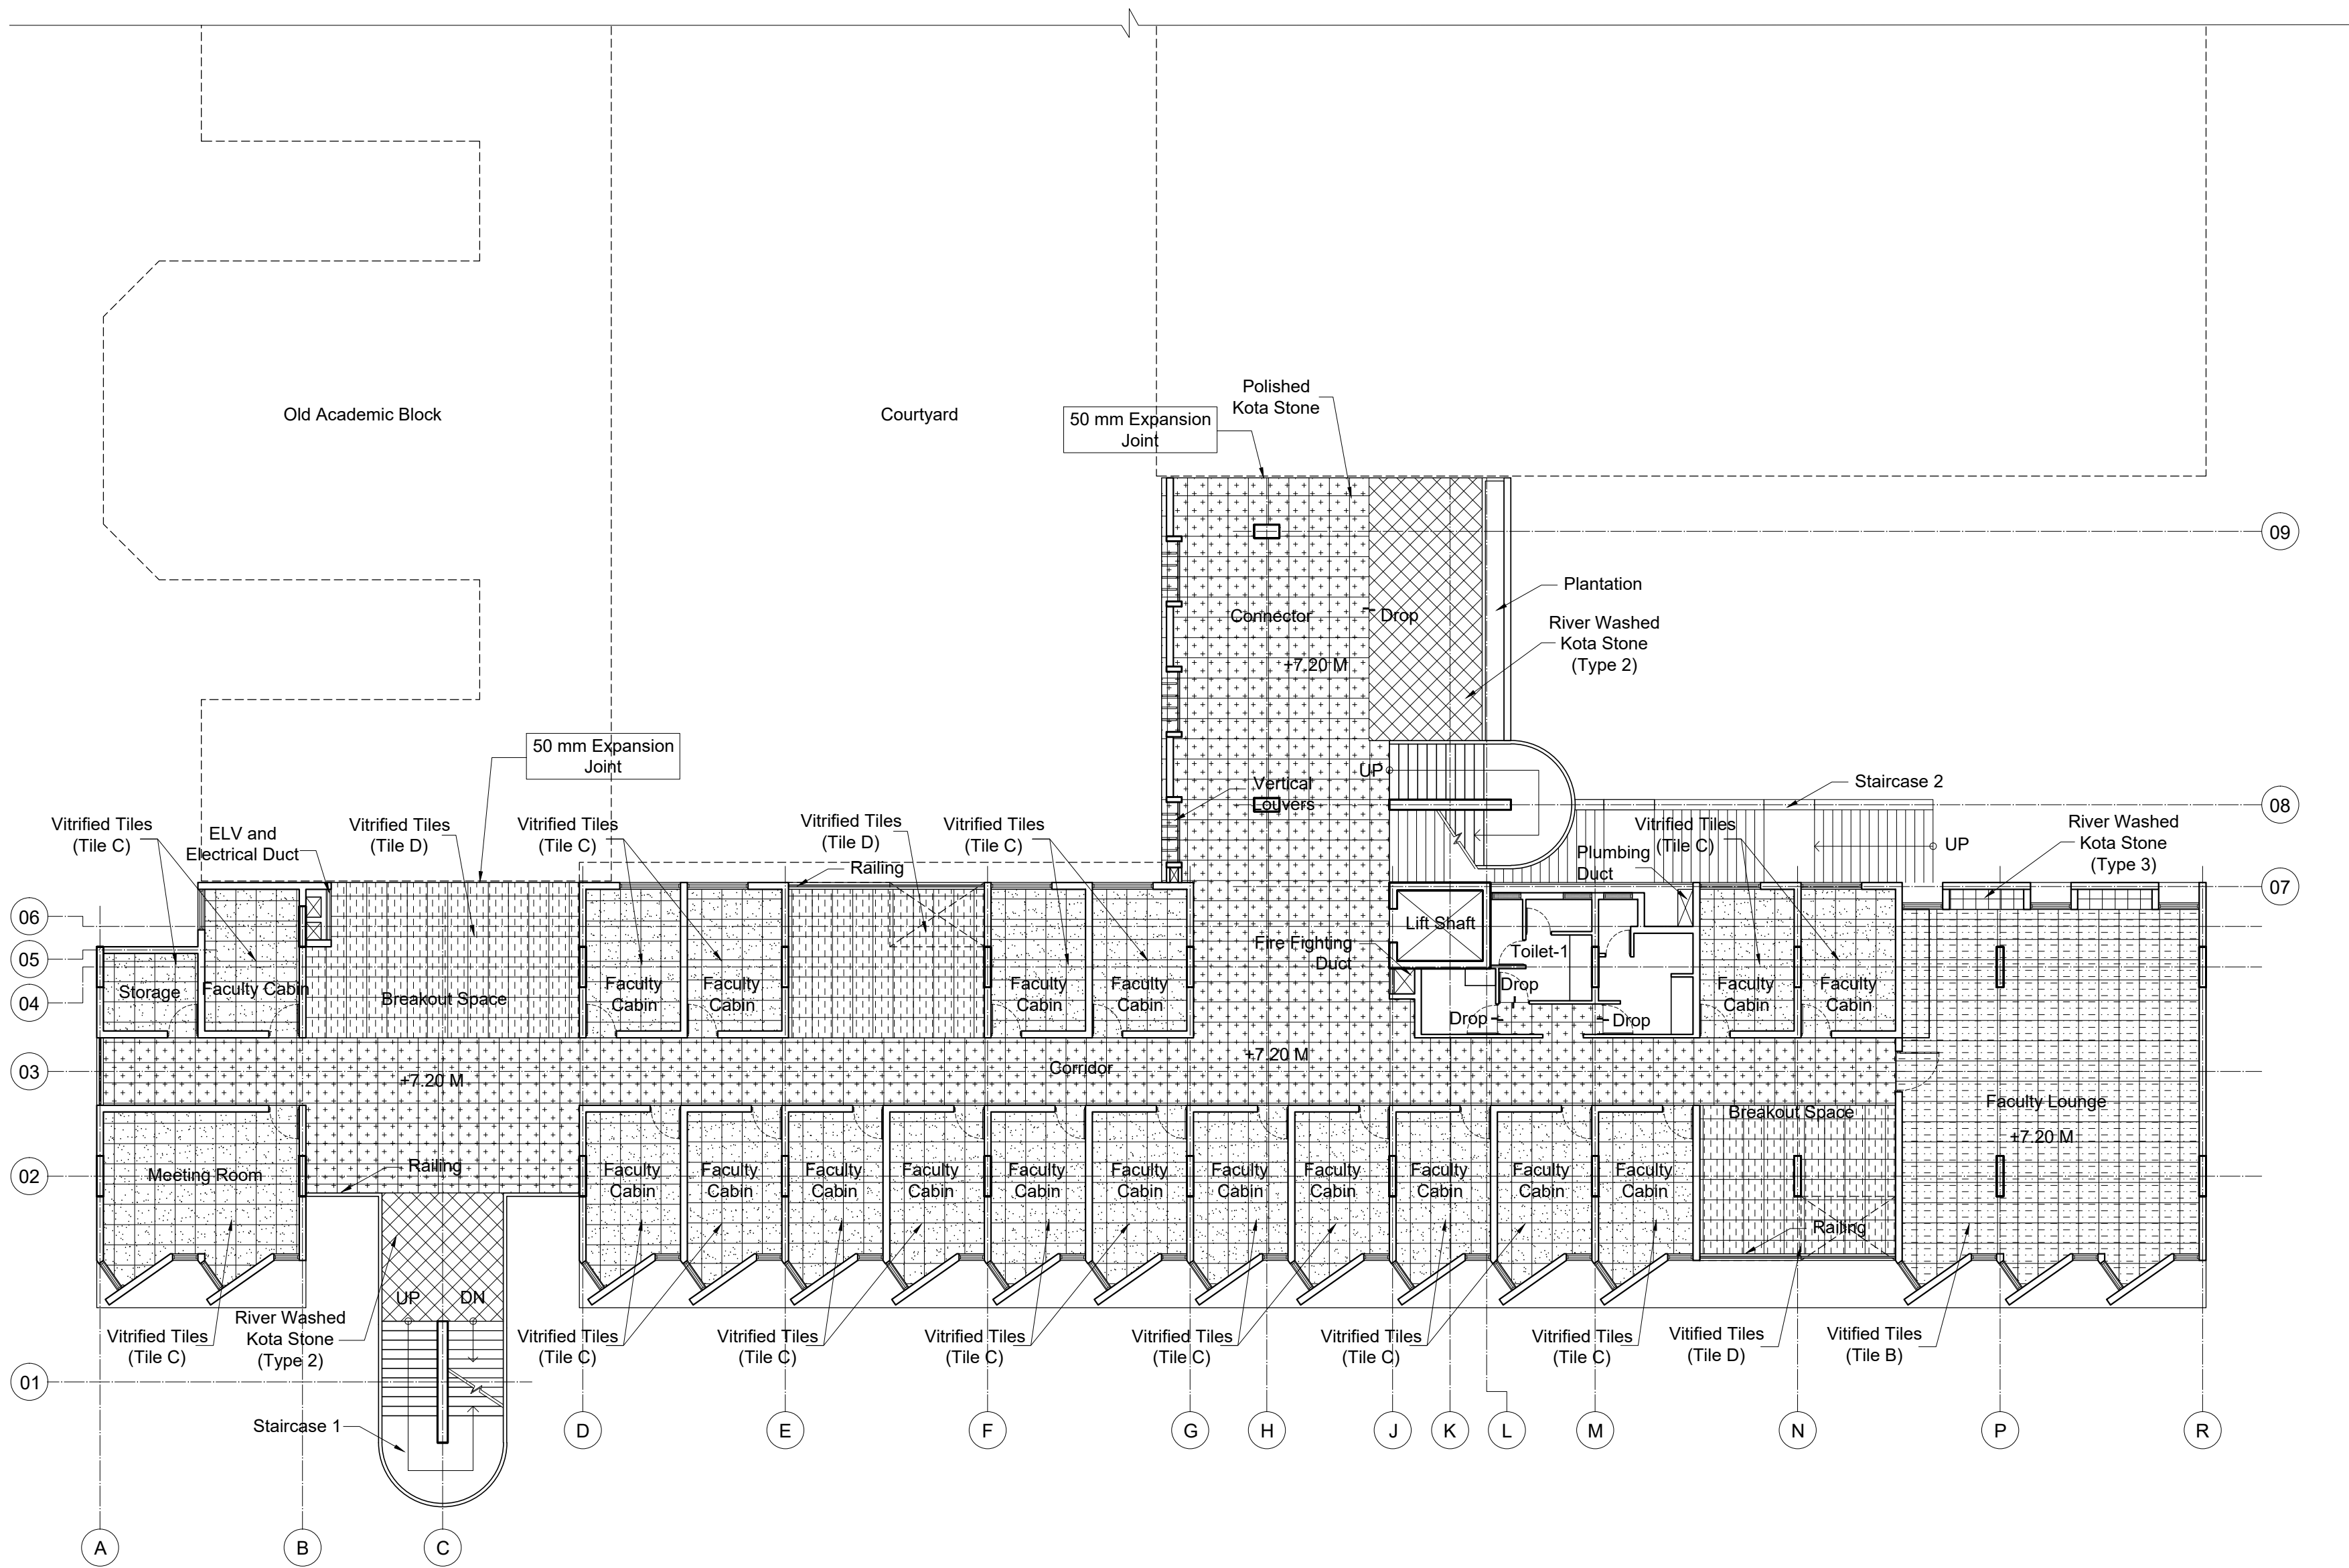 Old Academic Block
Courtyard
Polished
Kota Stone
50 mm Expansion
Joint
09
Plantation
Connector
Drop
River Washed
Kota Stone
(Type 2)
+7.20 M
50 mm Expansion
Joint
UP
Vertical
Louvers
Staircase 2
08
Vitrified Tiles
(Tile C)
ELV and
Electrical Duct
Vitrified Tiles
(Tile D)
Vitrified Tiles
(Tile C)
Vitrified Tiles
(Tile D)
Vitrified Tiles
(Tile C)
Railing
Vitrified Tiles
(Tile C)
Plumbing
Duct
UP
River Washed
Kota Stone
(Type 3)
07
06
05
04
Lift Shaft
Fire Fighting
Duct
Toilet-1
Storage
Faculty Cabin
Breakout Space
Faculty
Cabin
Faculty
Cabin
Faculty
Cabin
Faculty
Cabin
Drop
Drop
Drop
Faculty
Cabin
Faculty
Cabin
03
+7.20 M
Corridor
+7.20 M
Breakout Space
Faculty Lounge
+7.20 M
02
Meeting Room
Railing
Faculty
Cabin
Faculty
Cabin
Faculty
Cabin
Faculty
Cabin
Faculty
Cabin
Faculty
Cabin
Faculty
Cabin
Faculty
Cabin
Faculty
Cabin
Faculty
Cabin
Faculty
Cabin
Railing
UP
DN
Vitrified Tiles
(Tile C)
River Washed
Kota Stone
(Type 2)
Vitrified Tiles
(Tile C)
Vitrified Tiles
(Tile C)
Vitrified Tiles
(Tile C)
Vitrified Tiles
(Tile C)
Vitrified Tiles
(Tile C)
Vitrified Tiles
(Tile C)
Vitified Tiles
(Tile D)
Vitified Tiles
(Tile B)
01
Staircase 1
D
E
F
G
H
J
K
L
M
N
P
R
A
B
C